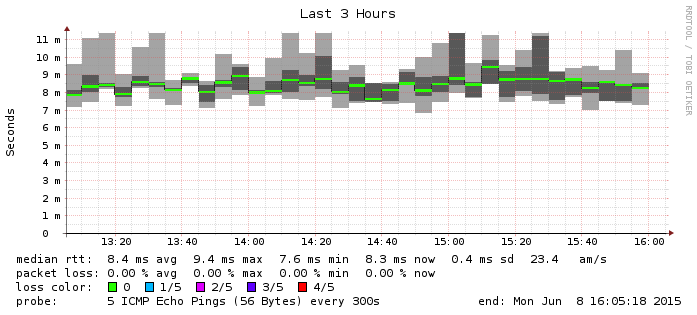 Last 3 Hours
RRDTOOL / TOBI OETIKER
Seconds
11 m
10 m
9 m
8 m
7 m
6 m
5 m
4 m
3 m
2 m
1 m
0
13:20 13:40 14:00 14:20 14:40 15:00 15:20 15:40 16:00
median rtt: 8.4 ms avg 9.4 ms max 7.6 ms min 8.3 ms now 0.4 ms sd 23.4 am/s
packet loss: 0.00 % avg 0.00 % max 0.00 % min 0.00 % now
loss color: 0 1/5 2/5 3/5 4/5
probe: 5 ICMP Echo Pings (56 Bytes) every 300s end: Mon Jun 8 16:05:18 2015